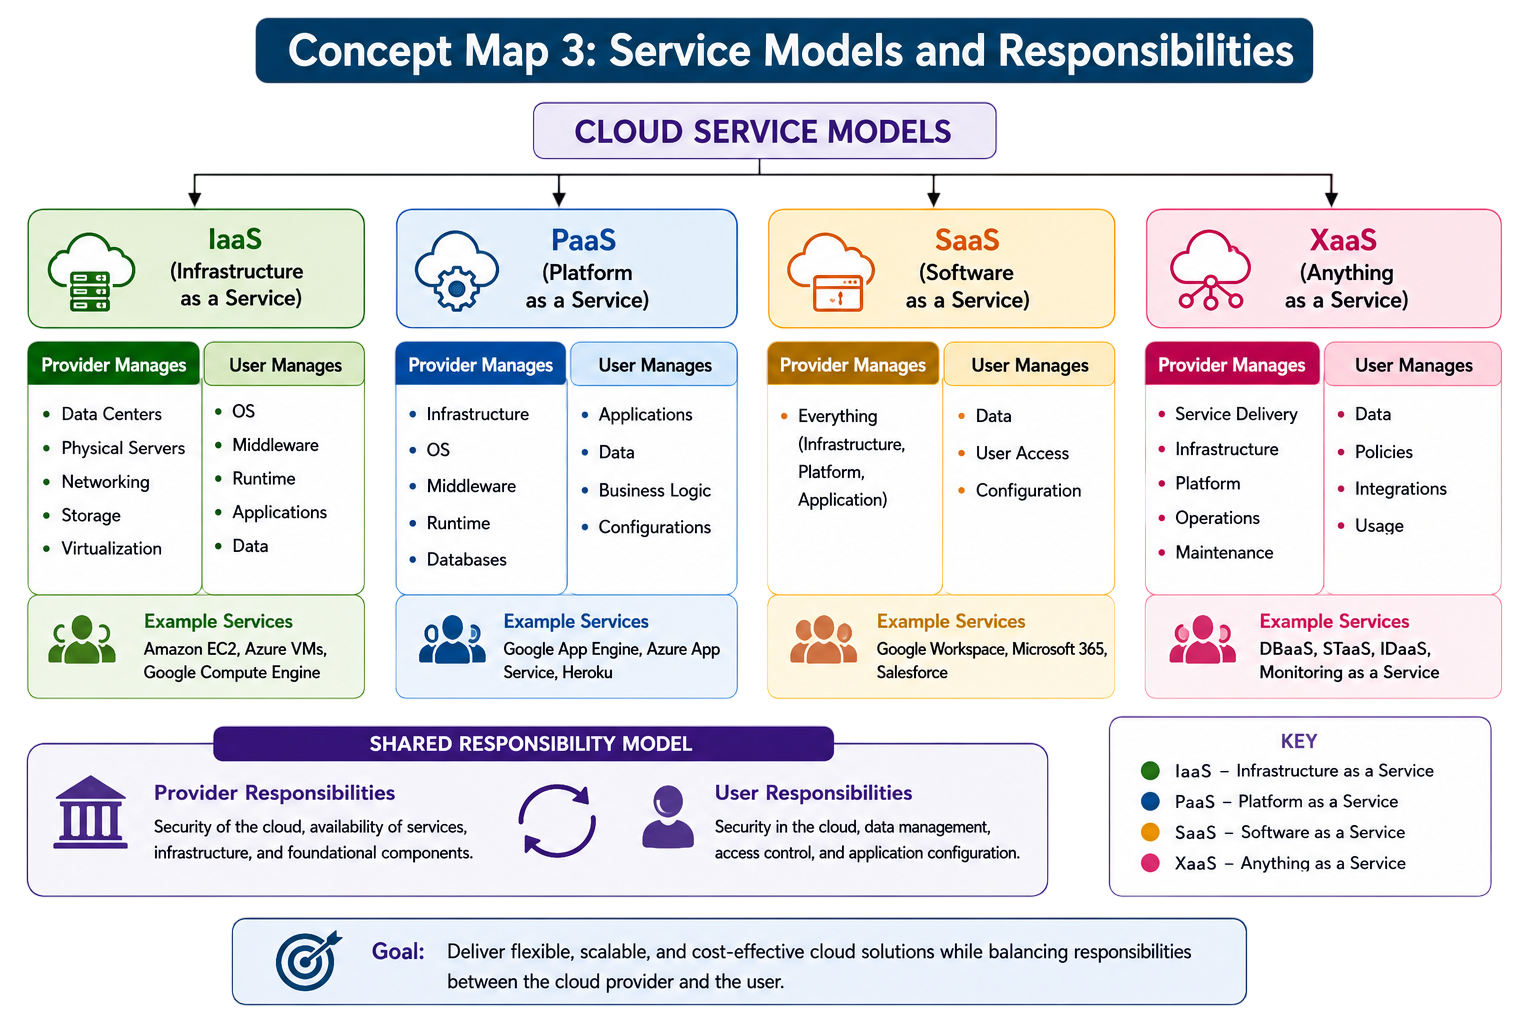 Concept Map 3: Service Models and Responsibilities
CLOUD SERVICE MODELS
IaaS
(Infrastructure
as a Service)
Provider Manages
• Data Centers
• Physical Servers
• Networking
• Storage
• Virtualization
User Manages
• OS
• Middleware
• Runtime
• Applications
• Data
Example Services
Amazon EC2, Azure VMs,
Google Compute Engine
PaaS
(Platform
as a Service)
Provider Manages
• Infrastructure
• OS
• Middleware
• Runtime
• Databases
User Manages
• Applications
• Data
• Business Logic
• Configurations
Example Services
Google App Engine, Azure App
Service, Heroku
SaaS
(Software
as a Service)
Provider Manages
• Everything
(Infrastructure,
Platform,
Application)
User Manages
• Data
• User Access
• Configuration
Example Services
Google Workspace, Microsoft 365,
Salesforce
XaaS
(Anything
as a Service)
Provider Manages
• Service Delivery
• Infrastructure
• Platform
• Operations
• Maintenance
User Manages
• Data
• Policies
• Integrations
• Usage
Example Services
DBaaS, STaaS, IDaaS,
Monitoring as a Service
SHARED RESPONSIBILITY MODEL
Provider Responsibilities
Security of the cloud, availability of services,
infrastructure, and foundational components.
User Responsibilities
Security in the cloud, data management,
access control, and application configuration.
KEY
IaaS – Infrastructure as a Service
PaaS – Platform as a Service
SaaS – Software as a Service
XaaS – Anything as a Service
Goal: Deliver flexible, scalable, and cost-effective cloud solutions while balancing responsibilities
between the cloud provider and the user.